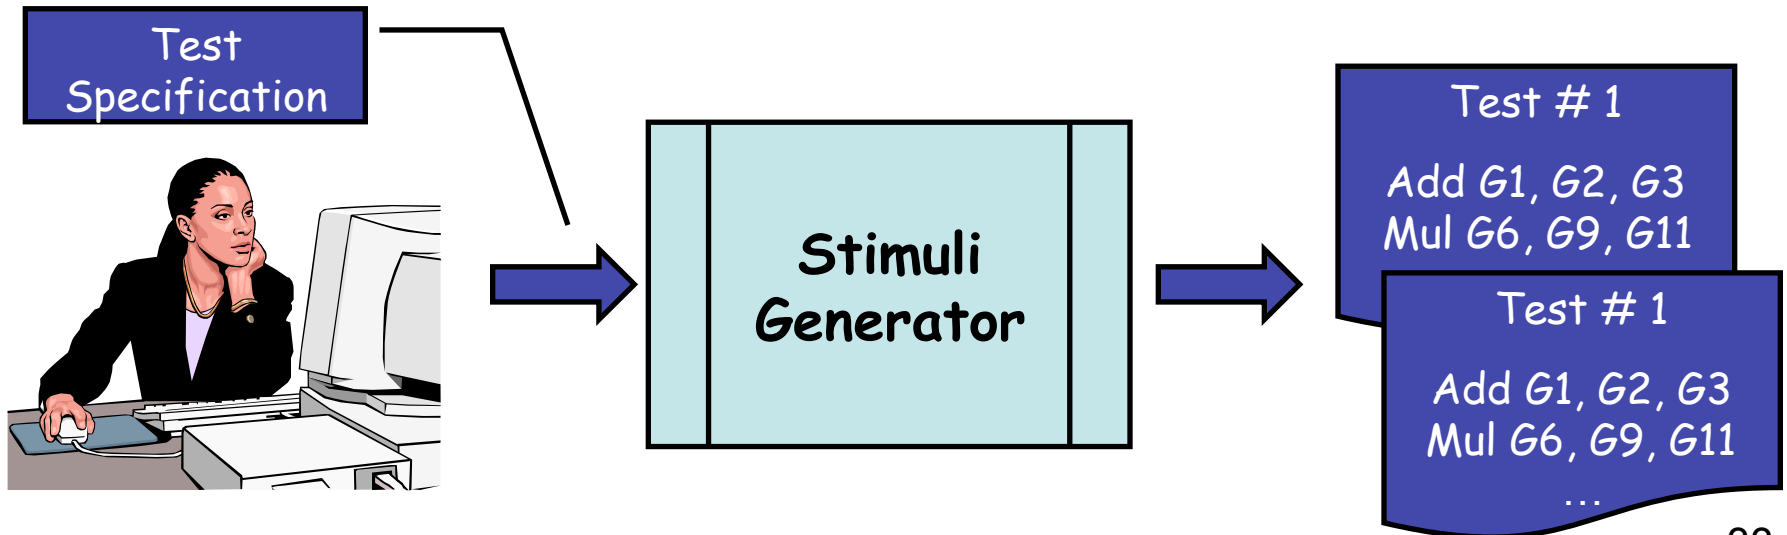 Test
Specification
Stimuli
Generator
Test # 1
Add G1, G2, G3
Mul G6, G9, G11
Test # 1
Add G1, G2, G3
Mul G6, G9, G11
...